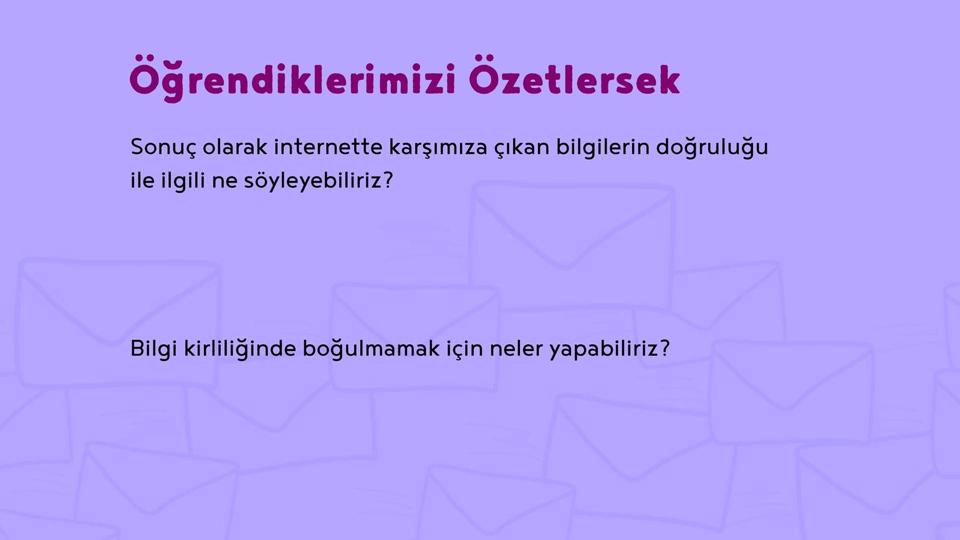 Öğrendiklerimizi Özetlersek
Sonuç olarak internette karşımıza çıkan bilgilerin doğruluğu
ile ilgili ne söyleyebiliriz?
Bilgi kirliliğinde boğulmamak için neler yapabiliriz?